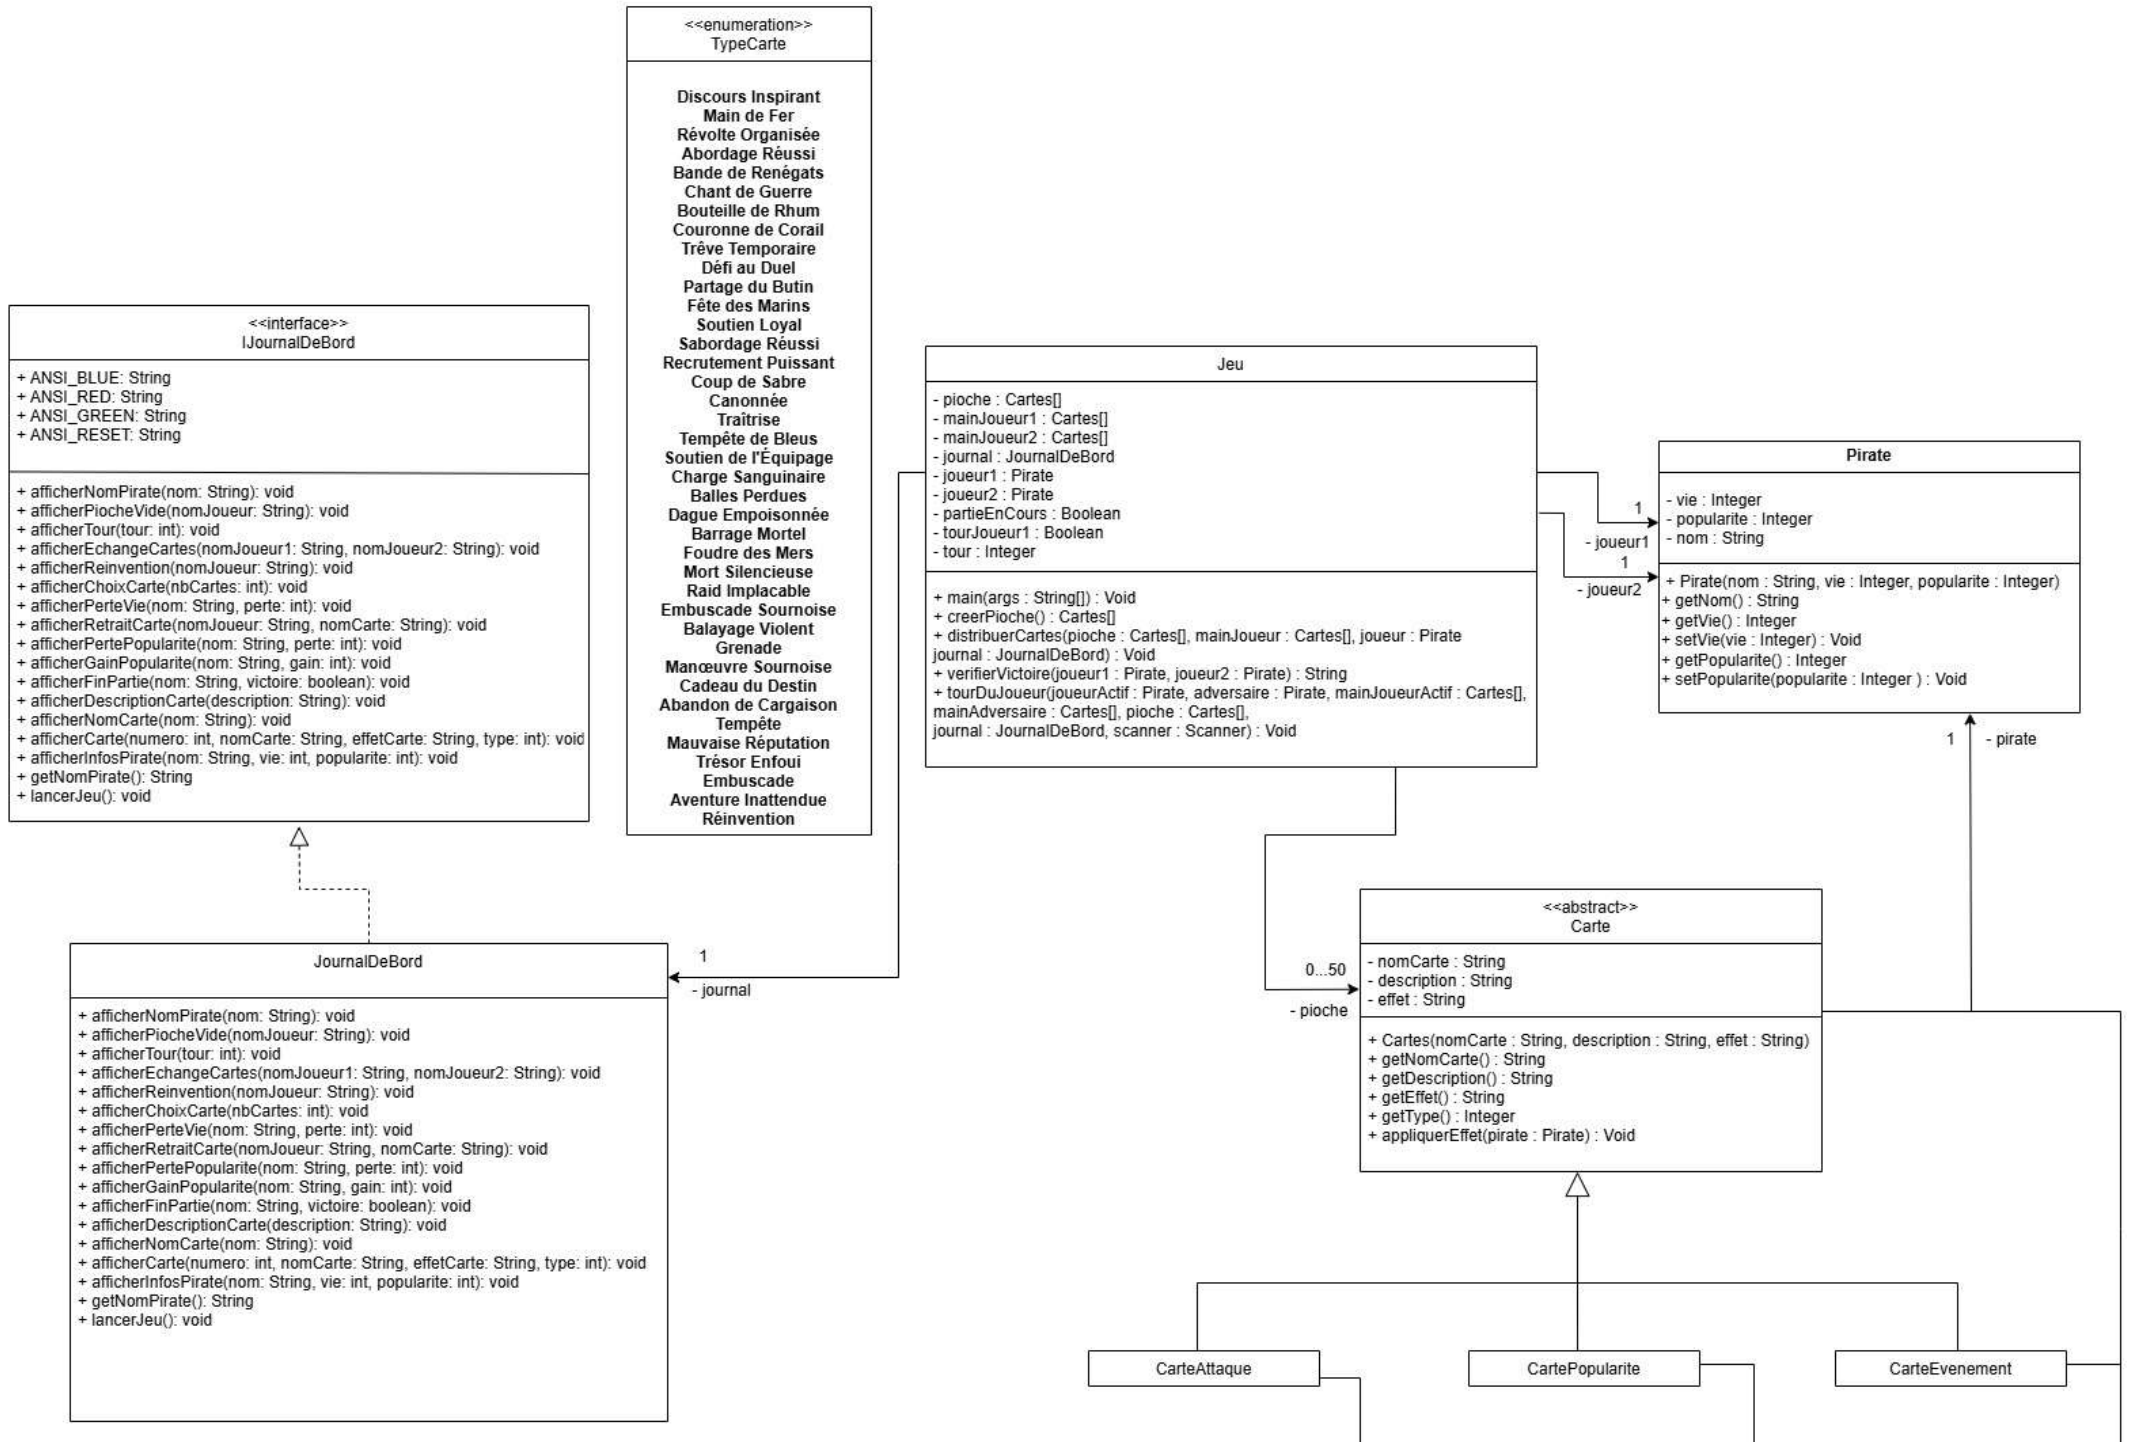 <<enumeration>>
TypeCarte
Discours Inspirant
Main de Fer
Révolte Organisée
Abordage Réussi
Bande de Renégats
Chant de Guerre
Bouteille de Rhum
Couronne de Corail
Trêve Temporaire
Défi au Duel
Partage du Butin
Fête des Marins
Soutien Loyal
Sabordage Réussi
Recrutement Puissant
Coup de Sabre
Canonnée
Traîtrise
Tempête de Bleus
Soutien de l'Équipage
Charge Sanguinaire
Balles Perdues
Dague Empoisonnée
Barrage Mortel
Foudre des Mers
Mort Silencieuse
Raid Implacable
Embuscade Sournoise
Balayage Violent
Grenade
Manœuvre Sournoise
Cadeau du Destin
Abandon de Cargaison
Tempête
Mauvaise Réputation
Trésor Enfoui
Embuscade
Aventure Inattendue
Réinvention
<<interface>>
IJournalDeBord
+ ANSI_BLUE: String
+ ANSI_RED: String
+ ANSI_GREEN: String
+ ANSI_RESET: String
+ afficherNomPirate(nom: String): void
+ afficherPiocheVide(nomJoueur: String): void
+ afficherTour(tour: int): void
+ afficherEchangeCartes(nomJoueur1: String, nomJoueur2: String): void
+ afficherReinvention(nomJoueur: String): void
+ afficherChoixCarte(nbCartes: int): void
+ afficherPerteVie(nom: String, perte: int): void
+ afficherRetraitCarte(nomJoueur: String, nomCarte: String): void
+ afficherPertePopularite(nom: String, perte: int): void
+ afficherGainPopularite(nom: String, gain: int): void
+ afficherFinPartie(nom: String, victoire: boolean): void
+ afficherDescriptionCarte(description: String): void
+ afficherNomCarte(nom: String): void
+ afficherCarte(numero: int, nomCarte: String, effetCarte: String, type: int): void
+ afficherInfosPirate(nom: String, vie: int, popularite: int): void
+ getNomPirate(): String
+ lancerJeu(): void
Jeu
- pioche : Cartes[]
- mainJoueur1 : Cartes[]
- mainJoueur2 : Cartes[]
- journal : JournalDeBord
- joueur1 : Pirate
- joueur2 : Pirate
- partieEnCours : Boolean
- tourJoueur1 : Boolean
- tour : Integer
+ main(args : String[]) : Void
+ creerPioche() : Cartes[]
+ distribuerCartes(pioche : Cartes[], mainJoueur : Cartes[], joueur : Pirate
journal : JournalDeBord) : Void
+ verifierVictoire(joueur1 : Pirate, joueur2 : Pirate) : String
+ tourDuJoueur(joueurActif : Pirate, adversaire : Pirate, mainJoueurActif : Cartes[],
mainAdversaire : Cartes[], pioche : Cartes[],
journal : JournalDeBord, scanner : Scanner) : Void
1
- joueur1
1
- joueur2
Pirate
- vie : Integer
- popularite : Integer
- nom : String
+ Pirate(nom : String, vie : Integer, popularite : Integer)
+ getNom() : String
+ getVie() : Integer
+ setVie(vie : Integer) : Void
+ getPopularite() : Integer
+ setPopularite(popularite : Integer ) : Void
1
- pirate
JournalDeBord
+ afficherNomPirate(nom: String): void
+ afficherPiocheVide(nomJoueur: String): void
+ afficherTour(tour: int): void
+ afficherEchangeCartes(nomJoueur1: String, nomJoueur2: String): void
+ afficherReinvention(nomJoueur: String): void
+ afficherChoixCarte(nbCartes: int): void
+ afficherPerteVie(nom: String, perte: int): void
+ afficherRetraitCarte(nomJoueur: String, nomCarte: String): void
+ afficherPertePopularite(nom: String, perte: int): void
+ afficherGainPopularite(nom: String, gain: int): void
+ afficherFinPartie(nom: String, victoire: boolean): void
+ afficherDescriptionCarte(description: String): void
+ afficherNomCarte(nom: String): void
+ afficherCarte(numero: int, nomCarte: String, effetCarte: String, type: int): void
+ afficherInfosPirate(nom: String, vie: int, popularite: int): void
+ getNomPirate(): String
+ lancerJeu(): void
1
- journal
0...50
- pioche
<<abstract>>
Carte
- nomCarte : String
- description : String
- effet : String
+ Cartes(nomCarte : String, description : String, effet : String)
+ getNomCarte() : String
+ getDescription() : String
+ getEffet() : String
+ getType() : Integer
+ appliquerEffet(pirate : Pirate) : Void
CarteAttaque
CartePopularite
CarteEvenement